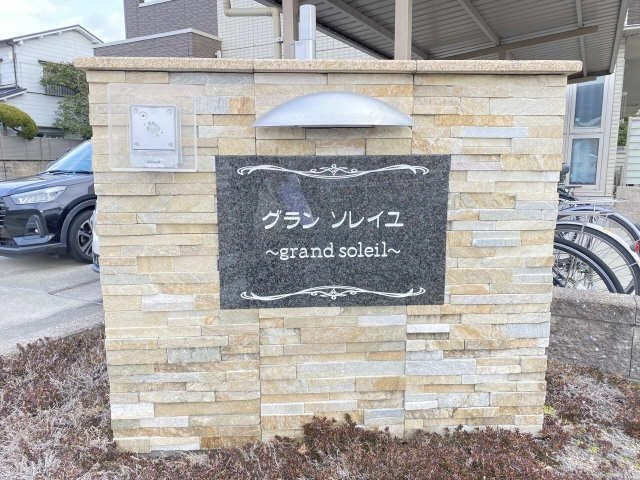 グラン ソレイユ
~grand soleil~